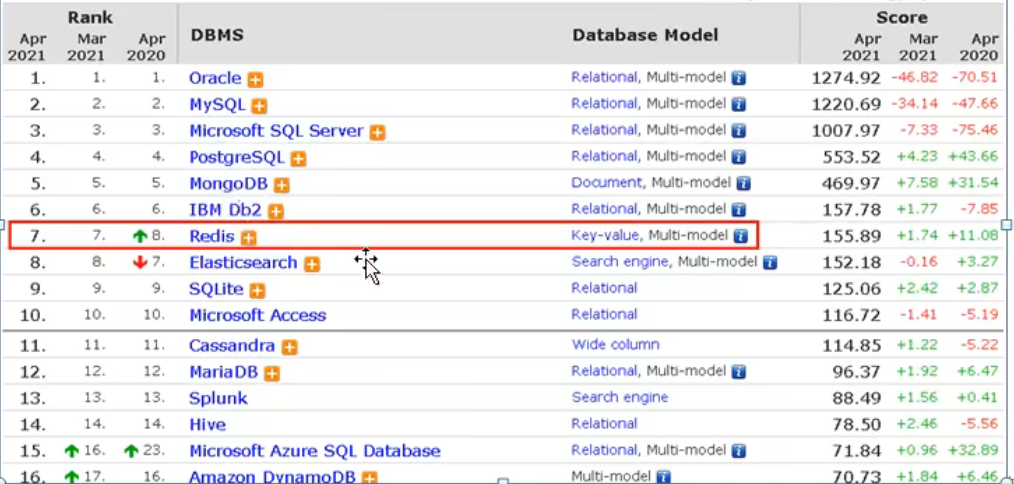 Rank Score
Apr 2021 Mar 2021 Apr 2020 DBMS Database Model Apr 2021 Mar 2021 Apr 2020
1. 1. 1. Oracle Relational, Multi-model 1274.92 -46.82 -70.51
2. 2. 2. MySQL Relational, Multi-model 1220.69 -34.14 -47.66
3. 3. 3. Microsoft SQL Server Relational, Multi-model 1007.97 -7.33 -75.46
4. 4. 4. PostgreSQL Relational, Multi-model 553.52 +4.23 +43.66
5. 5. 5. MongoDB Document, Multi-model 469.97 +7.58 +31.54
6. 6. 6. IBM Db2 Relational, Multi-model 157.78 +1.77 -7.85
7. 7. 8. Redis Key-value, Multi-model 155.89 +1.74 +11.08
8. 8. 7. Elasticsearch Search engine, Multi-model 152.18 -0.16 +3.27
9. 9. 9. SQLite Relational 125.06 +2.42 +2.87
10. 10. 10. Microsoft Access Relational 116.72 -1.41 -5.19
11. 11. 11. Cassandra Wide column 114.85 +1.22 -5.22
12. 12. 12. MariaDB Relational, Multi-model 96.37 +1.92 +6.47
13. 13. 13. Splunk Search engine 88.49 +1.56 +0.41
14. 14. 14. Hive Relational 78.50 +2.46 -5.56
15. 16. 23. Microsoft Azure SQL Database Relational, Multi-model 71.84 +0.96 +32.89
16. 17. 16. Amazon DynamoDB Multi-model 70.73 +1.84 +6.46